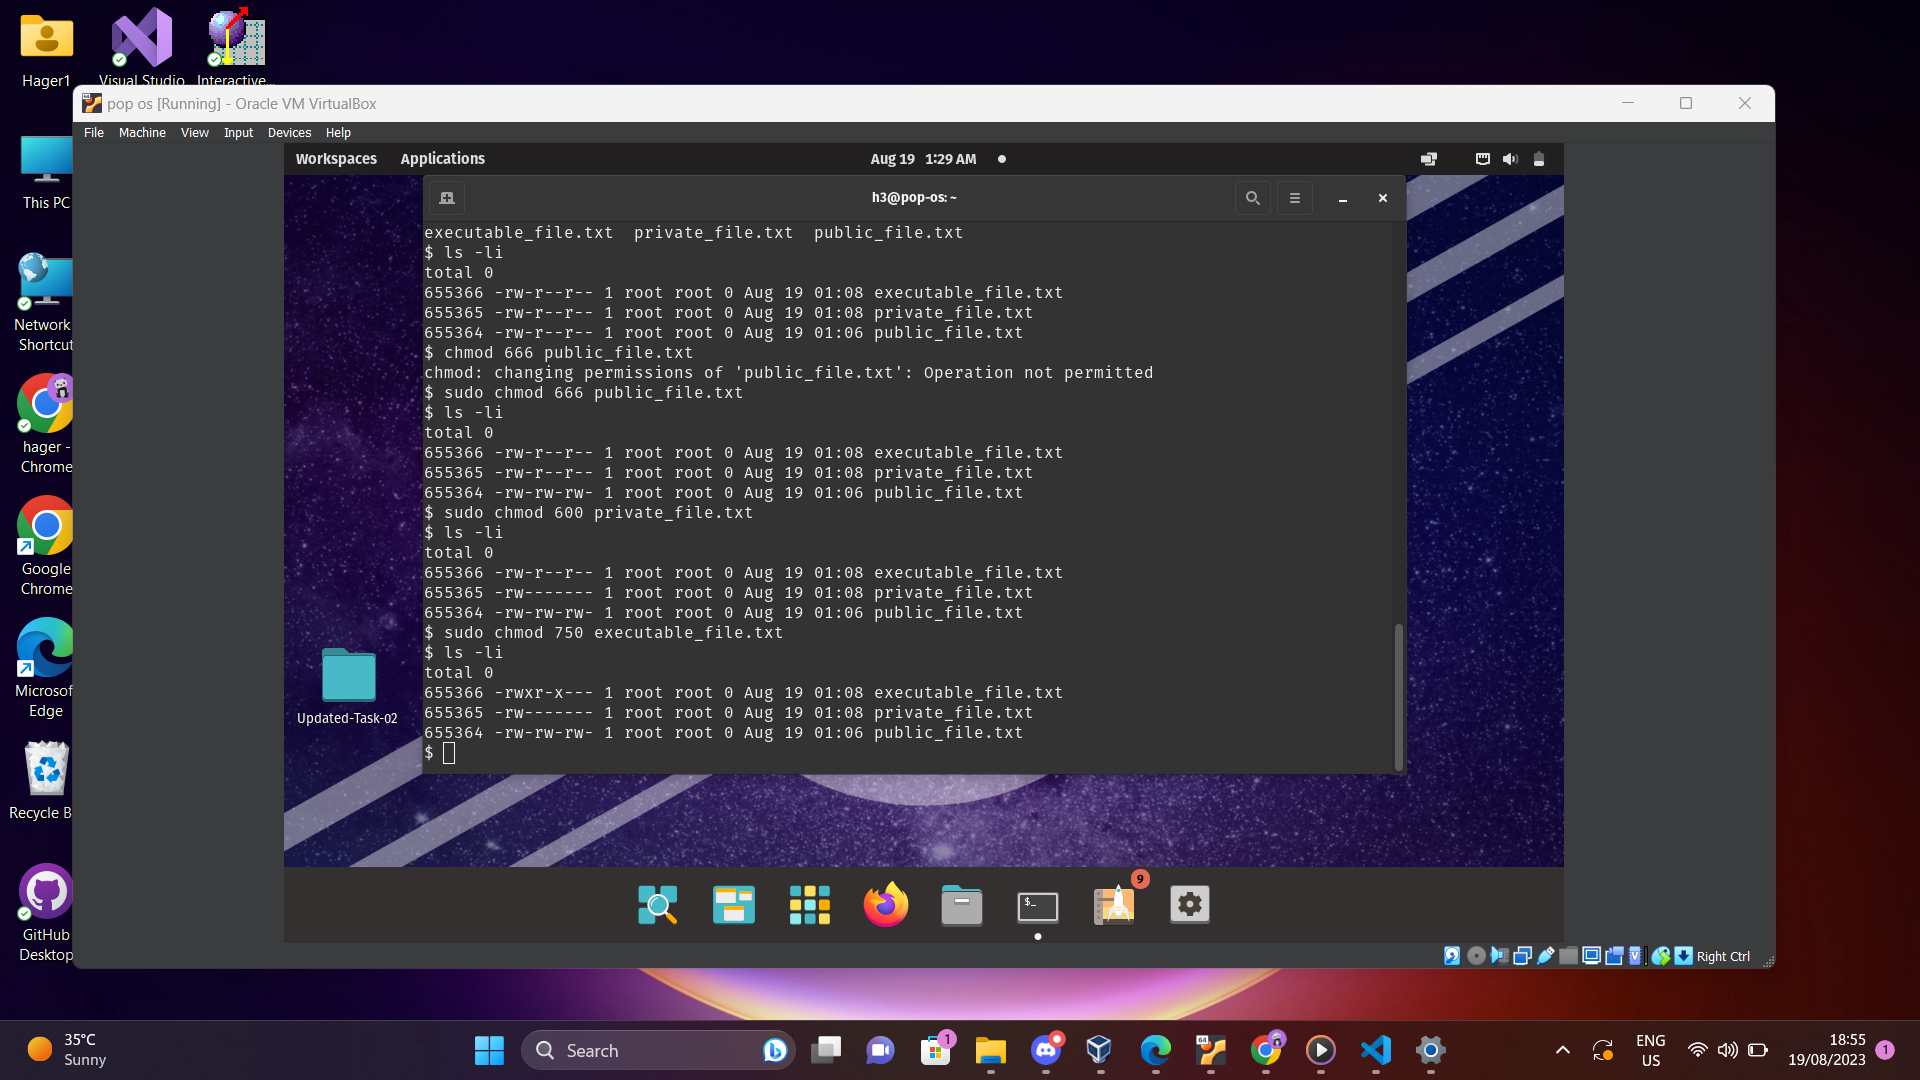 Hager1
Visual Studio
Interactive...
pop os [Running] - Oracle VM VirtualBox
File Machine View Input Devices Help
Workspaces Applications
Aug 19 1:29 AM
h3@pop-os: ~
executable_file.txt private_file.txt public_file.txt
$ ls -li
total 0
655366 -rw-r--r-- 1 root root 0 Aug 19 01:08 executable_file.txt
655365 -rw-r--r-- 1 root root 0 Aug 19 01:08 private_file.txt
655364 -rw-r--r-- 1 root root 0 Aug 19 01:06 public_file.txt
$ chmod 666 public_file.txt
chmod: changing permissions of 'public_file.txt': Operation not permitted
$ sudo chmod 666 public_file.txt
$ ls -li
total 0
655366 -rw-r--r-- 1 root root 0 Aug 19 01:08 executable_file.txt
655365 -rw-r--r-- 1 root root 0 Aug 19 01:08 private_file.txt
655364 -rw-rw-rw- 1 root root 0 Aug 19 01:06 public_file.txt
$ sudo chmod 600 private_file.txt
$ ls -li
total 0
655366 -rw-r--r-- 1 root root 0 Aug 19 01:08 executable_file.txt
655365 -rw------- 1 root root 0 Aug 19 01:08 private_file.txt
655364 -rw-rw-rw- 1 root root 0 Aug 19 01:06 public_file.txt
$ sudo chmod 750 executable_file.txt
$ ls -li
total 0
655366 -rwxr-x--- 1 root root 0 Aug 19 01:08 executable_file.txt
655365 -rw------- 1 root root 0 Aug 19 01:08 private_file.txt
655364 -rw-rw-rw- 1 root root 0 Aug 19 01:06 public_file.txt
$
This PC
Network
Shortcut
hager -
Chrome
Google
Chrome
Microsof
Edge
Recycle B
GitHub
Desktop
Updated-Task-02
$_
9
V
Right Ctrl
35°C
Sunny
Search
1
64
ENG
US
18:55
19/08/2023
1